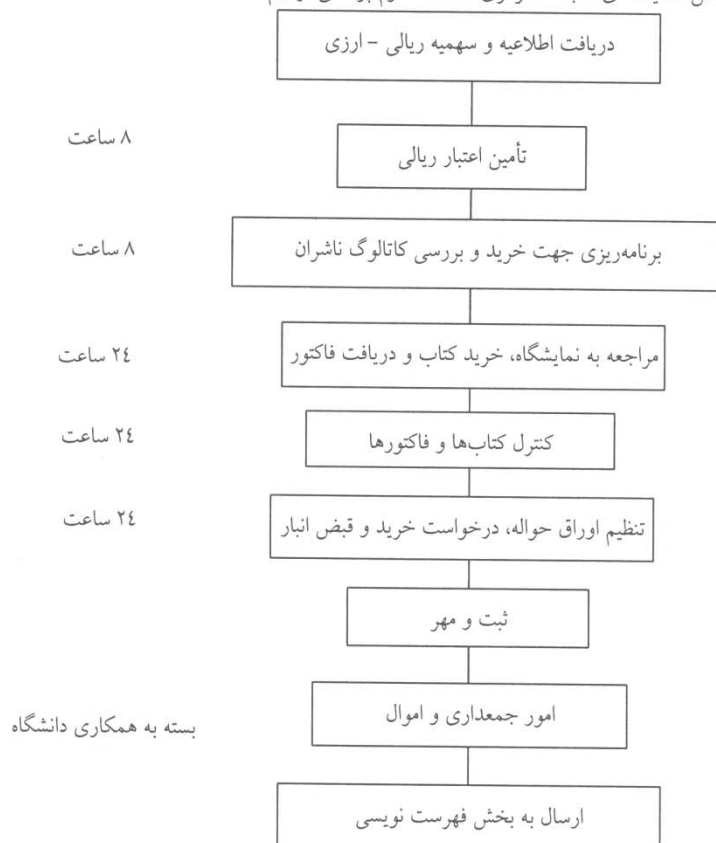 دریافت اطلاعیه و سهمیه ریالی - ارزی
۸ ساعت
تأمین اعتبار ریالی
۸ ساعت
برنامه‌ریزی جهت خرید و بررسی کاتالوگ ناشران
۲٤ ساعت
مراجعه به نمایشگاه، خرید کتاب و دریافت فاکتور
۲٤ ساعت
کنترل کتاب‌ها و فاکتورها
۲٤ ساعت
تنظیم اوراق حواله، درخواست خرید و قبض انبار
ثبت و مهر
بسته به همکاری دانشگاه
امور جمعداری و اموال
ارسال به بخش فهرست نویسی